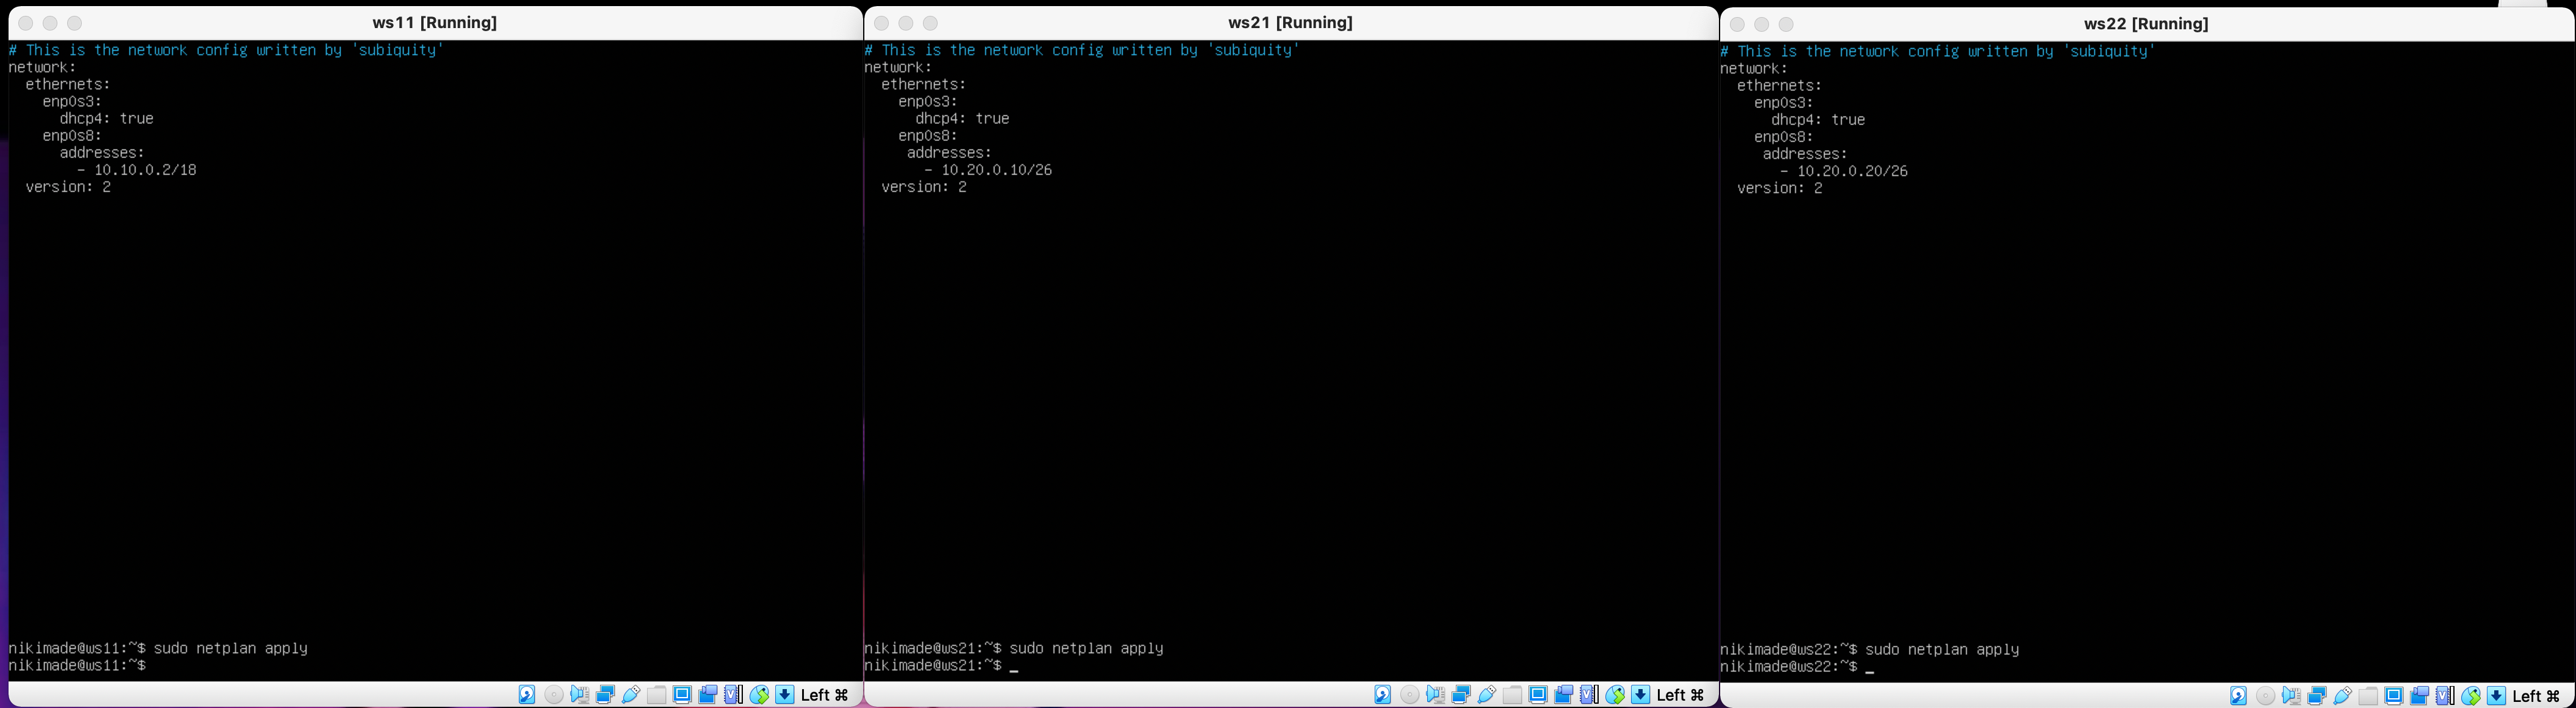 ws11 [Running]
# This is the network config written by 'subiquity'
network:
  ethernets:
    enp0s3:
      dhcp4: true
    enp0s8:
      addresses:
        - 10.10.0.2/18
  version: 2
nikimade@ws11:~$ sudo netplan apply
nikimade@ws11:~$
Left ⌘
ws21 [Running]
# This is the network config written by 'subiquity'
network:
  ethernets:
    enp0s3:
      dhcp4: true
    enp0s8:
     addresses:
       - 10.20.0.10/26
  version: 2
nikimade@ws21:~$ sudo netplan apply
nikimade@ws21:~$ _
Left ⌘
ws22 [Running]
# This is the network config written by 'subiquity'
network:
  ethernets:
    enp0s3:
      dhcp4: true
    enp0s8:
     addresses:
       - 10.20.0.20/26
  version: 2
nikimade@ws22:~$ sudo netplan apply
nikimade@ws22:~$ _
Left ⌘